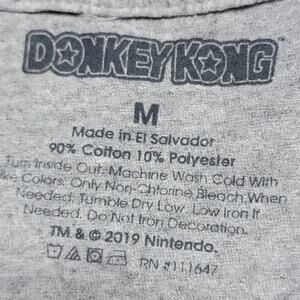 DONKEY KONG
M
Made in El Salvador
90% Cotton 10% Polyester
Turn Inside Out. Machine Wash Cold With
ike Colors. Only Non-Chlorine Bleach When
Needed. Tumble Dry Low. Low Iron If
Needed. Do Not Iron Decoration.
TM & © 2019 Nintendo.
RN #111647